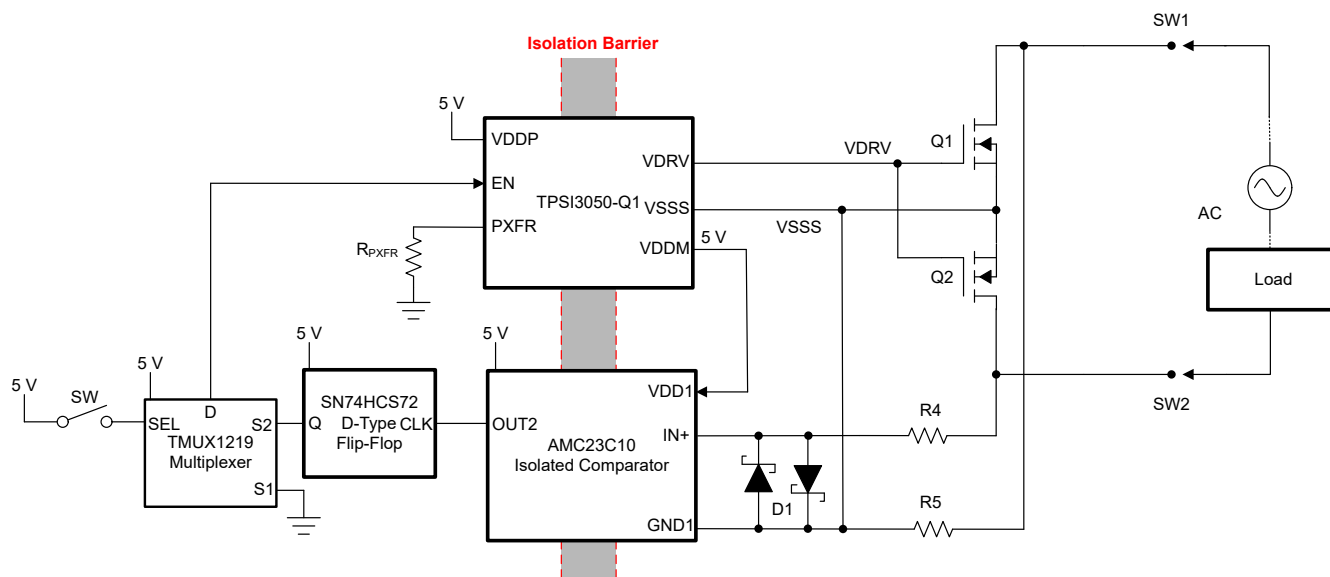 SW1
Isolation Barrier
5 V
VDDP
VDRV
VDRV
Q1
EN
TPSI3050-Q1
VSSS
VSSS
AC
PXFR
5 V
VDDM
R_PXFR
Q2
Load
5 V
5 V
5 V
VDD1
SW2
5 V
SW
D
SN74HCS72
R4
SEL
S2
Q
D-Type
CLK
OUT2
IN+
TMUX1219
Flip-Flop
AMC23C10
Multiplexer
Isolated Comparator
S1
D1
R5
GND1